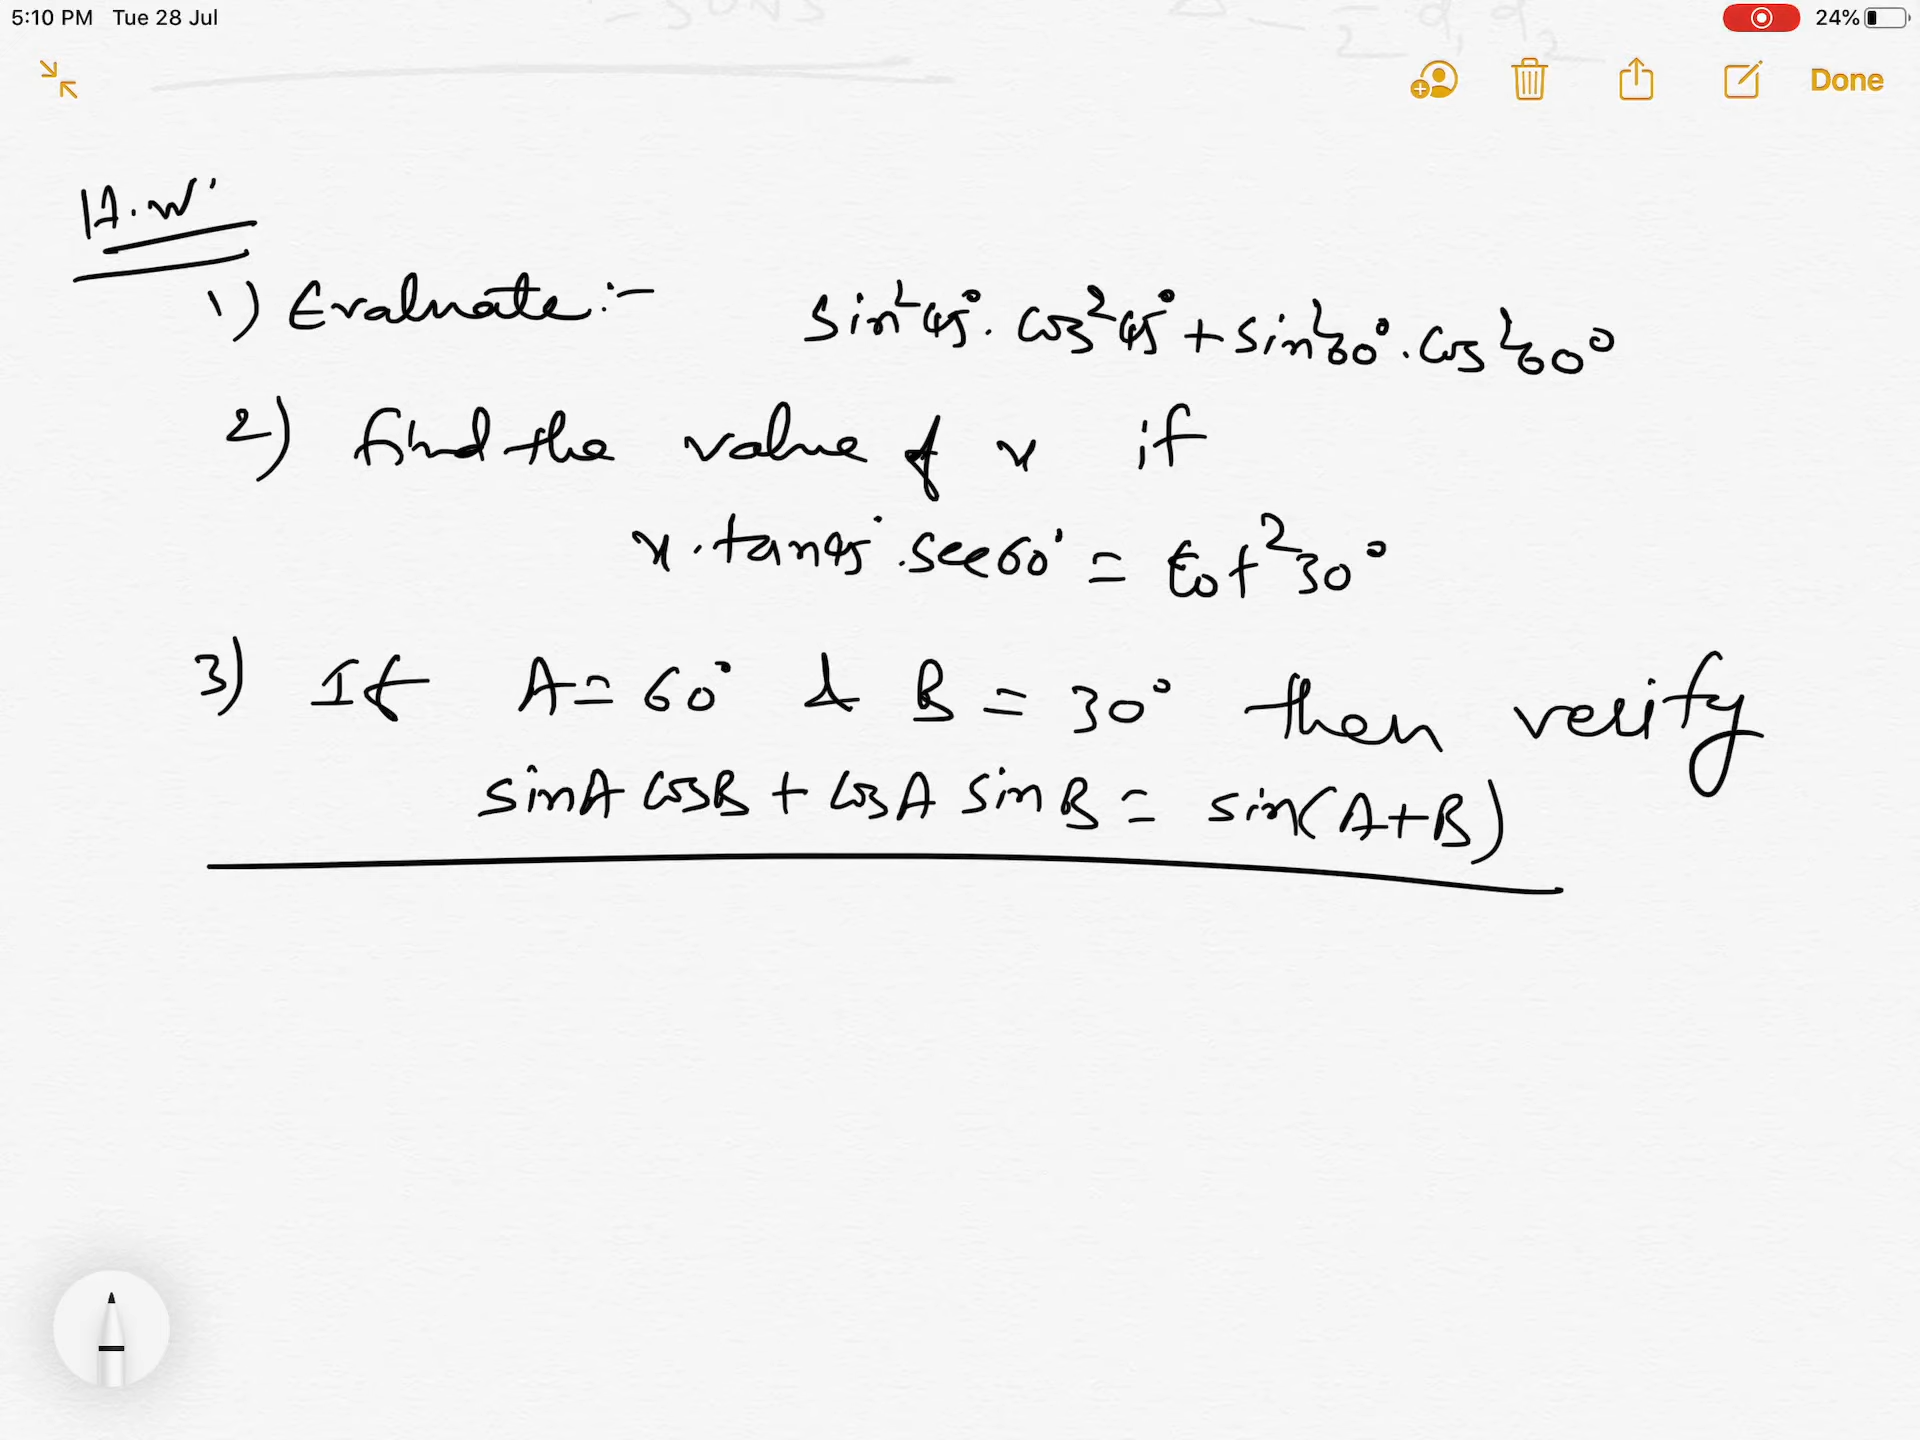 5:10 PM Tue 28 Jul
24%
Done
H.W.
1) Evaluate:- sin²45°. cos²45° + sin²60°. cos²60°
2) find the value of x if
x.tan45°.sec60° = cot²30°
3) If A = 60° & B = 30° then verify
sinA cosB + cosA sinB = sin(A+B)